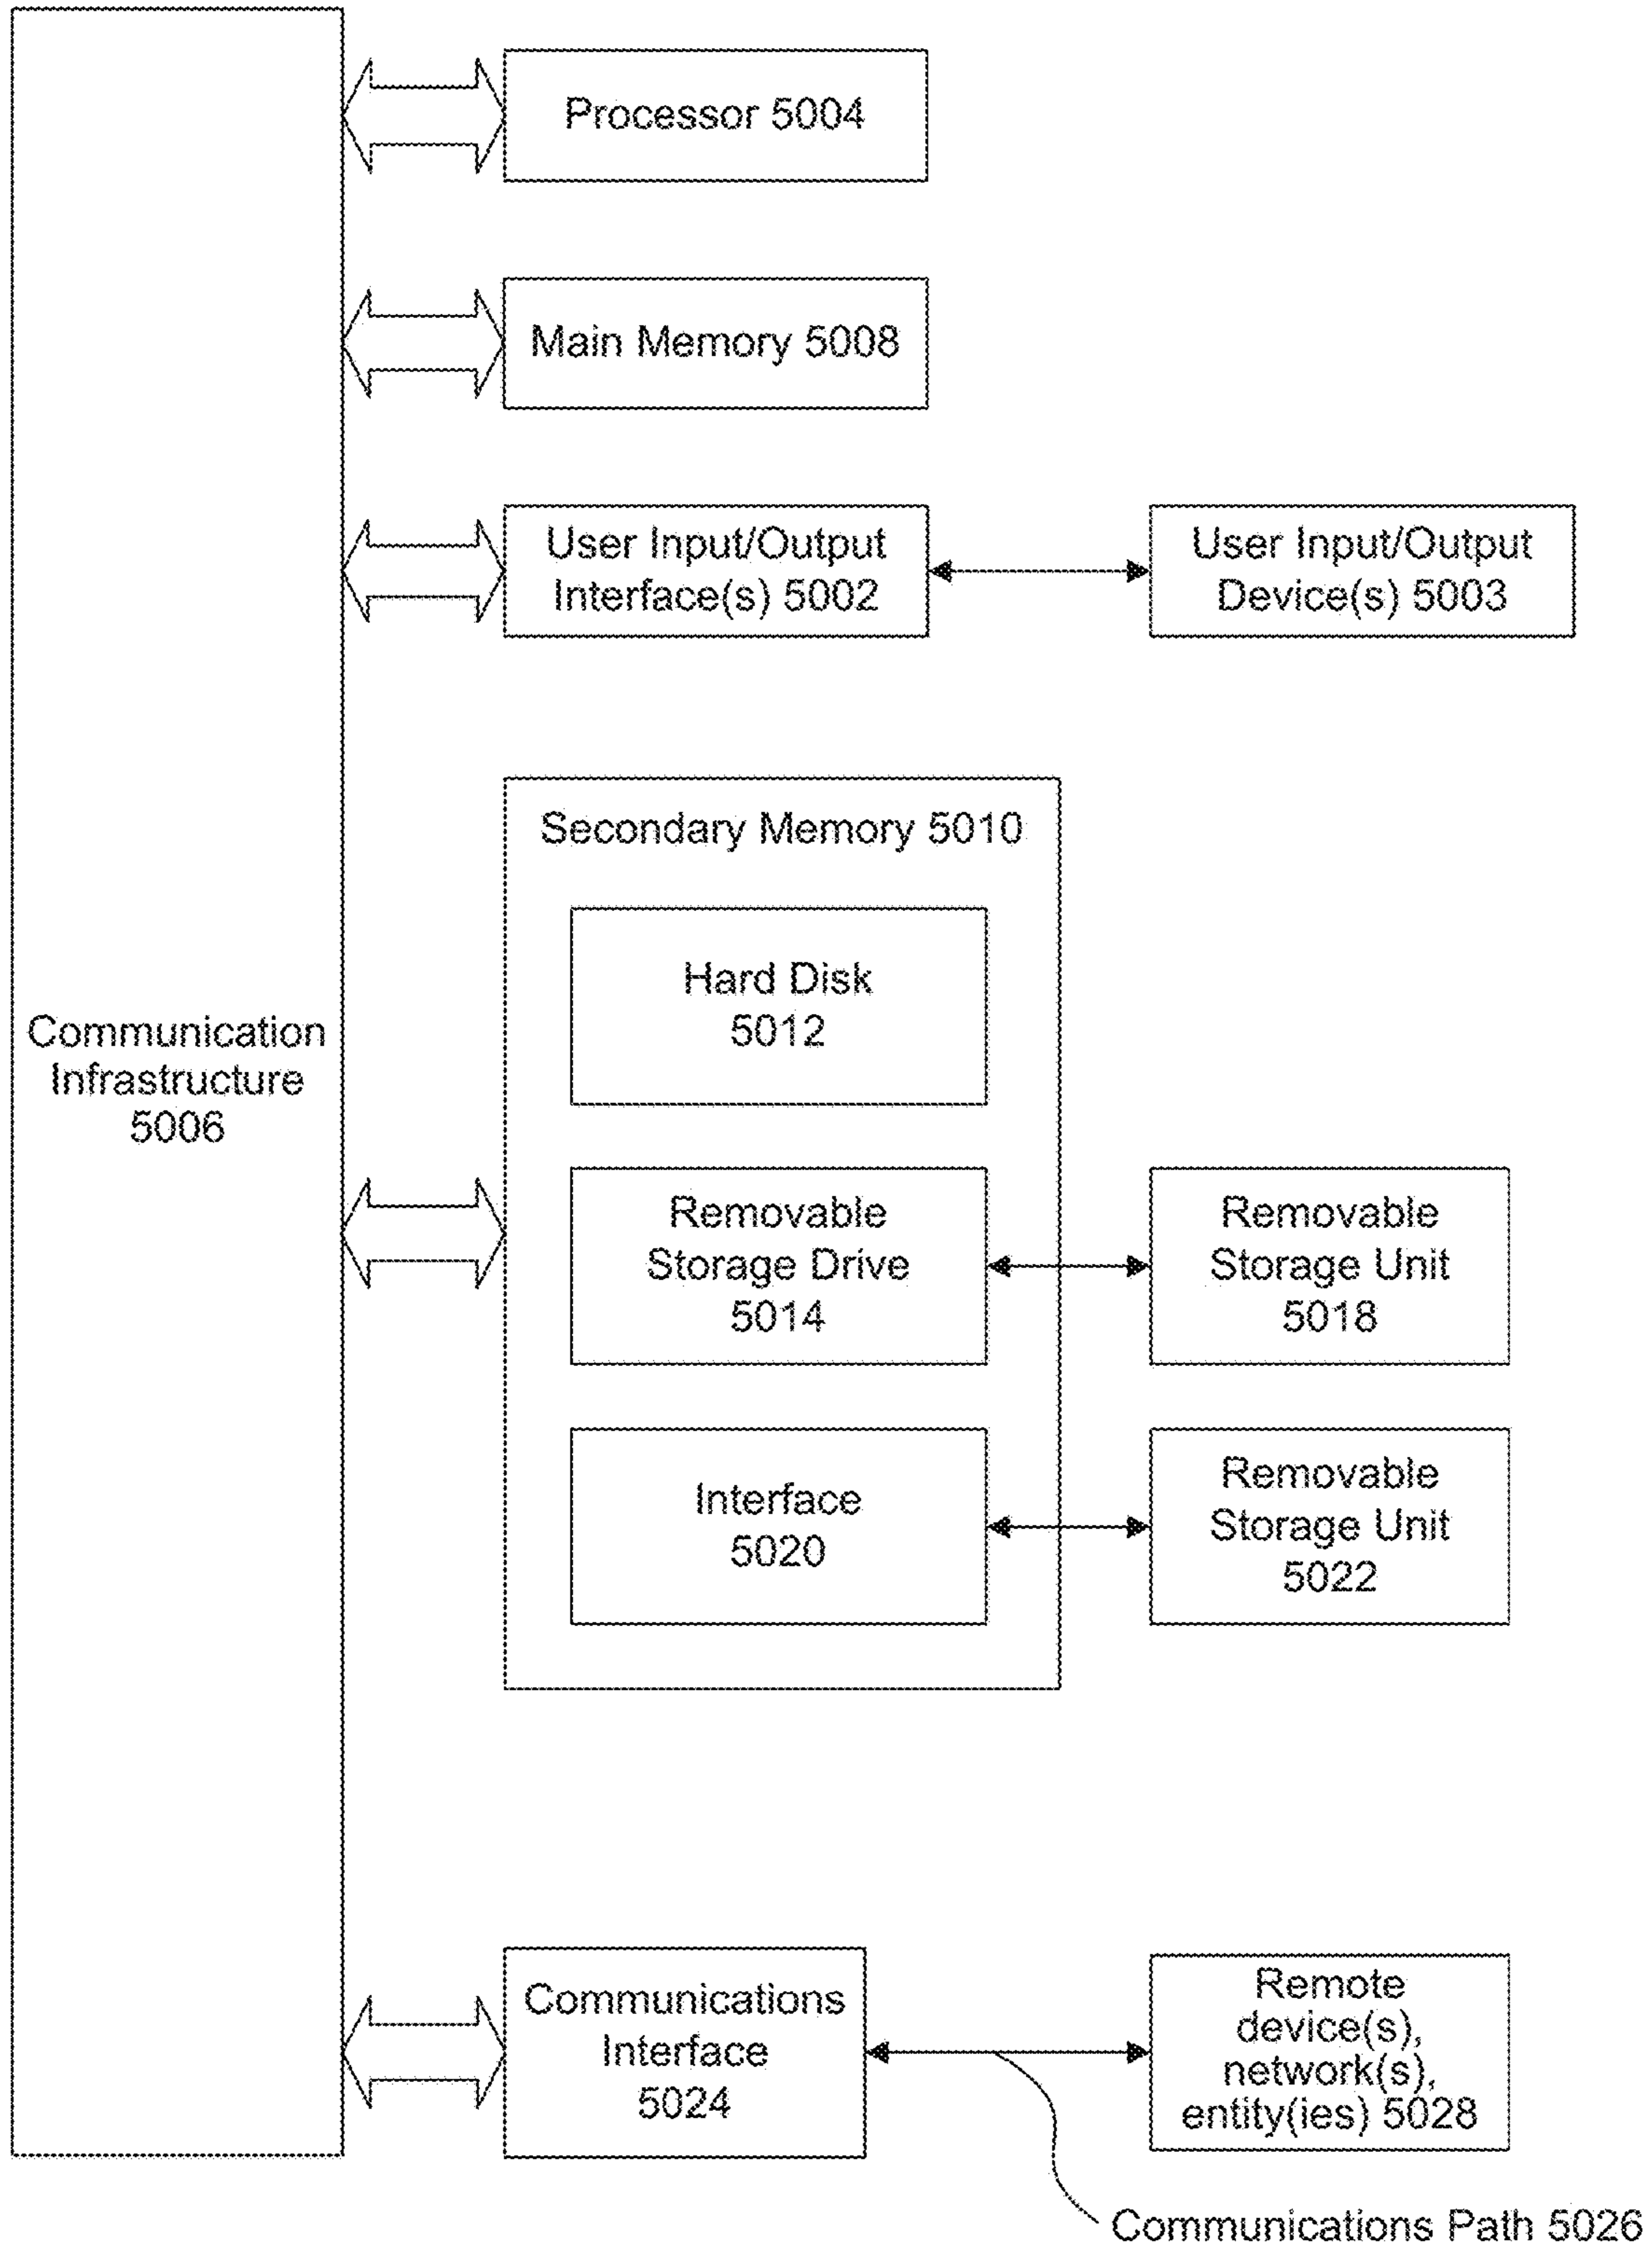 Processor 5004
Main Memory 5008
User Input/Output
Interface(s) 5002
User Input/Output
Device(s) 5003
Secondary Memory 5010
Hard Disk
5012
Communication
Infrastructure
5006
Removable
Storage Drive
5014
Removable
Storage Unit
5018
Interface
5020
Removable
Storage Unit
5022
Communications
Interface
5024
Remote
device(s),
network(s),
entity(ies) 5028
Communications Path 5026